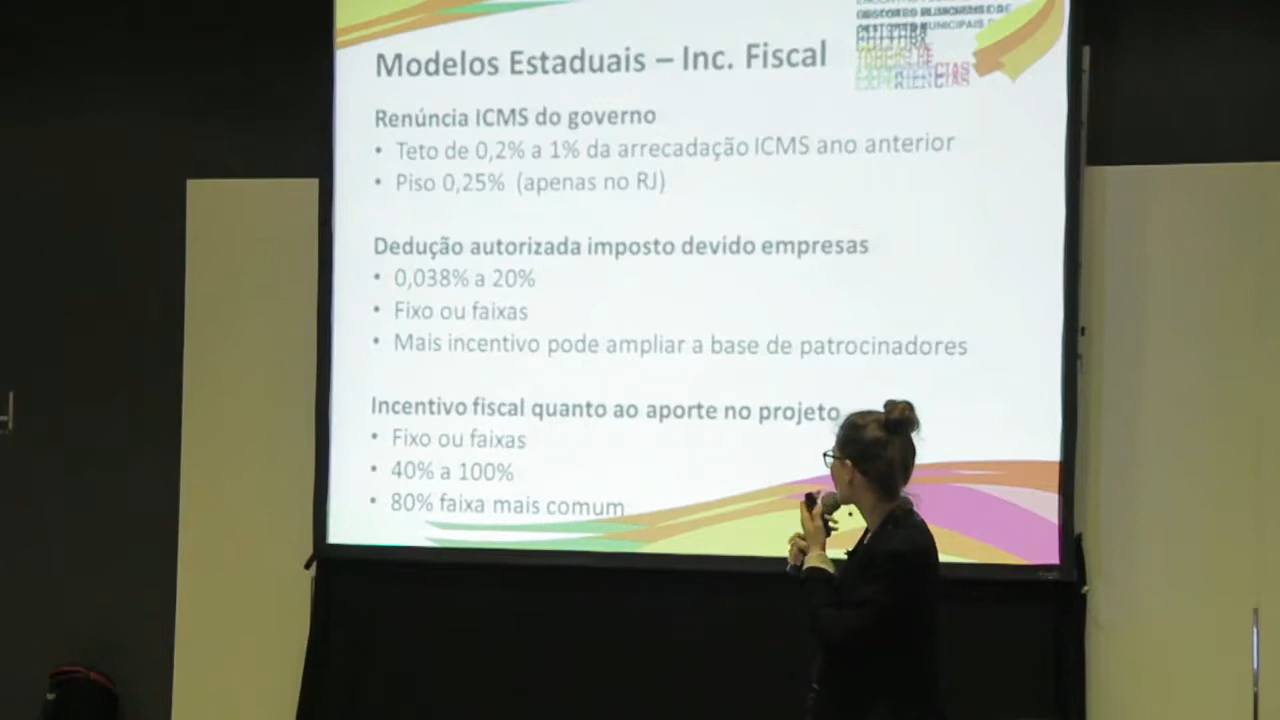 Modelos Estaduais – Inc. Fiscal
Renúncia ICMS do governo
• Teto de 0,2% a 1% da arrecadação ICMS ano anterior
• Piso 0,25% (apenas no RJ)
Dedução autorizada imposto devido empresas
• 0,038% a 20%
• Fixo ou faixas
• Mais incentivo pode ampliar a base de patrocinadores
Incentivo fiscal quanto ao aporte no projeto
• Fixo ou faixas
• 40% a 100%
• 80% faixa mais comum